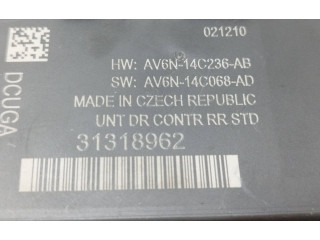 021210
HW: AV6N-14C236-AB
SW: AV6N-14C068-AD
MADE IN CZECH REPUBLIC
UNT DR CONTR RR STD
31318962
DCUGA